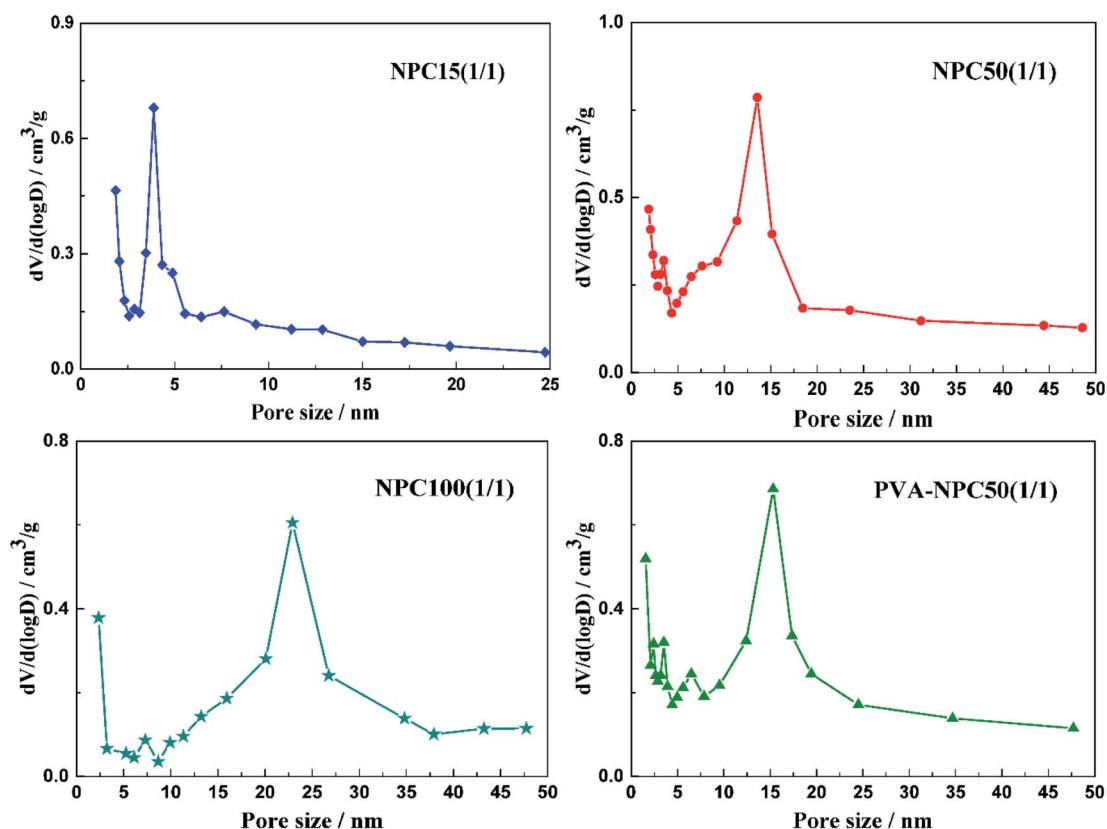 0.9
0.6
0.3
0.0
dV/d(logD) / cm³/g
NPC15(1/1)
0 5 10 15 20 25
Pore size / nm
1.0
0.5
0.0
dV/d(logD) / cm³/g
NPC50(1/1)
0 5 10 15 20 25 30 35 40 45 50
Pore size / nm
0.8
0.4
0.0
dV/d(logD) / cm³/g
NPC100(1/1)
0 5 10 15 20 25 30 35 40 45 50
Pore size / nm
0.8
0.4
0.0
dV/d(logD) / cm³/g
PVA-NPC50(1/1)
0 5 10 15 20 25 30 35 40 45 50
Pore size / nm